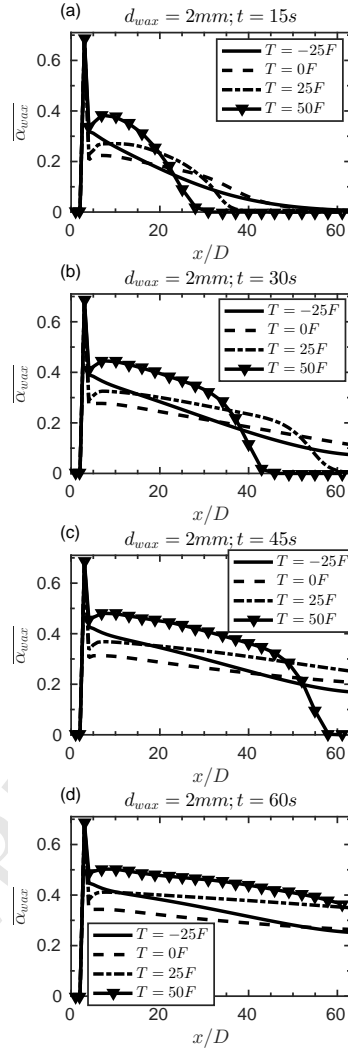 (a)
d_wax = 2mm; t = 15s
T = −25F
T = 0F
T = 25F
T = 50F
0.6
0.4
0.2
0
α_wax
0 20 40 60
x/D
(b)
d_wax = 2mm; t = 30s
T = −25F
T = 0F
T = 25F
T = 50F
0.6
0.4
0.2
0
α_wax
0 20 40 60
x/D
(c)
d_wax = 2mm; t = 45s
T = −25F
T = 0F
T = 25F
T = 50F
0.6
0.4
0.2
0
α_wax
0 20 40 60
x/D
(d)
d_wax = 2mm; t = 60s
0.6
0.4
0.2
0
α_wax
T = −25F
T = 0F
T = 25F
T = 50F
0 20 40 60
x/D